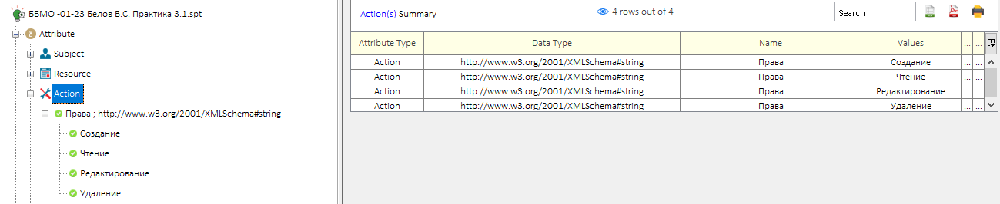 ББМО -01-23 Белов В.С. Практика 3.1.spt
Attribute
Subject
Resource
Action
Права ; http://www.w3.org/2001/XMLSchema#string
Создание
Чтение
Редактирование
Удаление
Action(s) Summary
4 rows out of 4
Search
Attribute Type Data Type Name Values ... ...
Action http://www.w3.org/2001/XMLSchema#string Права Создание ... ...
Action http://www.w3.org/2001/XMLSchema#string Права Чтение ... ...
Action http://www.w3.org/2001/XMLSchema#string Права Редактирование ... ...
Action http://www.w3.org/2001/XMLSchema#string Права Удаление ... ...